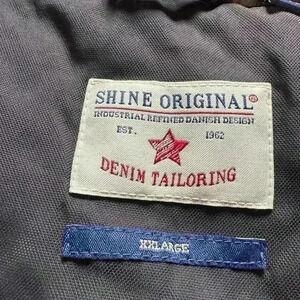 SHINE ORIGINAL®
INDUSTRIAL REFINED DANISH DESIGN
EST. 1962
DENIM TAILORING
XXLARGE